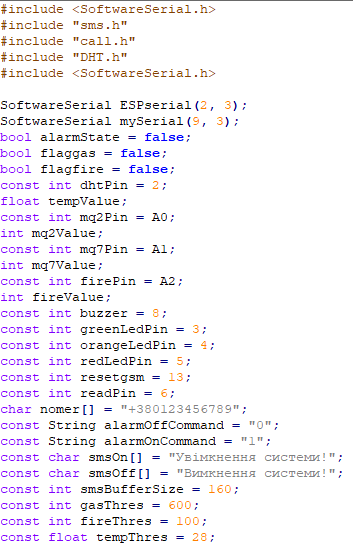 #include <SoftwareSerial.h>
#include "sms.h"
#include "call.h"
#include "DHT.h"
#include <SoftwareSerial.h>
SoftwareSerial ESPserial(2, 3);
SoftwareSerial mySerial(9, 3);
bool alarmState = false;
bool flaggas = false;
bool flagfire = false;
const int dhtPin = 2;
float tempValue;
const int mq2Pin = A0;
int mq2Value;
const int mq7Pin = A1;
int mq7Value;
const int firePin = A2;
int fireValue;
const int buzzer = 8;
const int greenLedPin = 3;
const int orangeLedPin = 4;
const int redLedPin = 5;
const int resetgsm = 13;
const int readPin = 6;
char nomer[] = "+380123456789";
const String alarmOffCommand = "0";
const String alarmOnCommand = "1";
const char smsOn[] = "Увімкнення системи!";
const char smsOff[] = "Вимкнення системи!";
const int smsBufferSize = 160;
const int gasThres = 600;
const int fireThres = 100;
const float tempThres = 28;